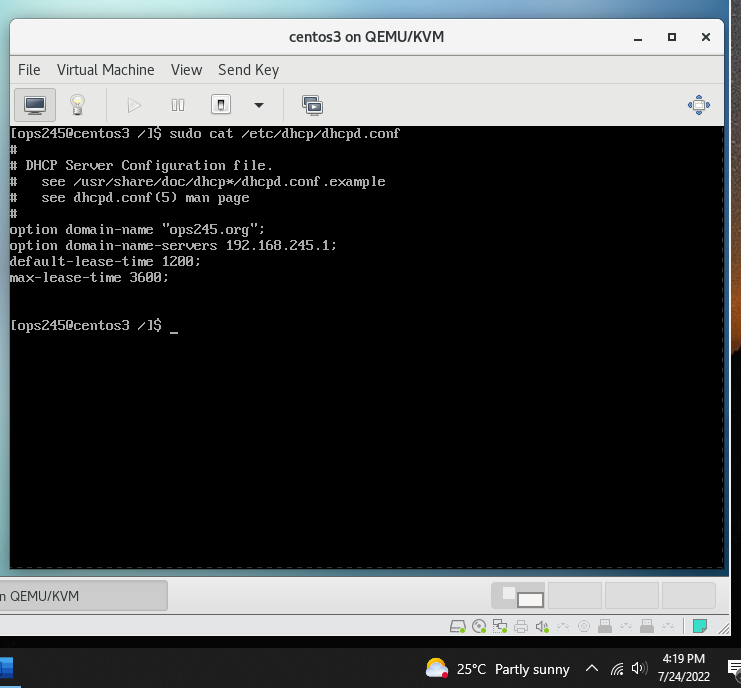 centos3 on QEMU/KVM
File Virtual Machine View Send Key
[ops245@centos3 /]$ sudo cat /etc/dhcp/dhcpd.conf
#
# DHCP Server Configuration file.
#   see /usr/share/doc/dhcp*/dhcpd.conf.example
#   see dhcpd.conf(5) man page
#
option domain-name "ops245.org";
option domain-name-servers 192.168.245.1;
default-lease-time 1200;
max-lease-time 3600;
[ops245@centos3 /]$ _
n QEMU/KVM
4:19 PM
25°C Partly sunny
7/24/2022